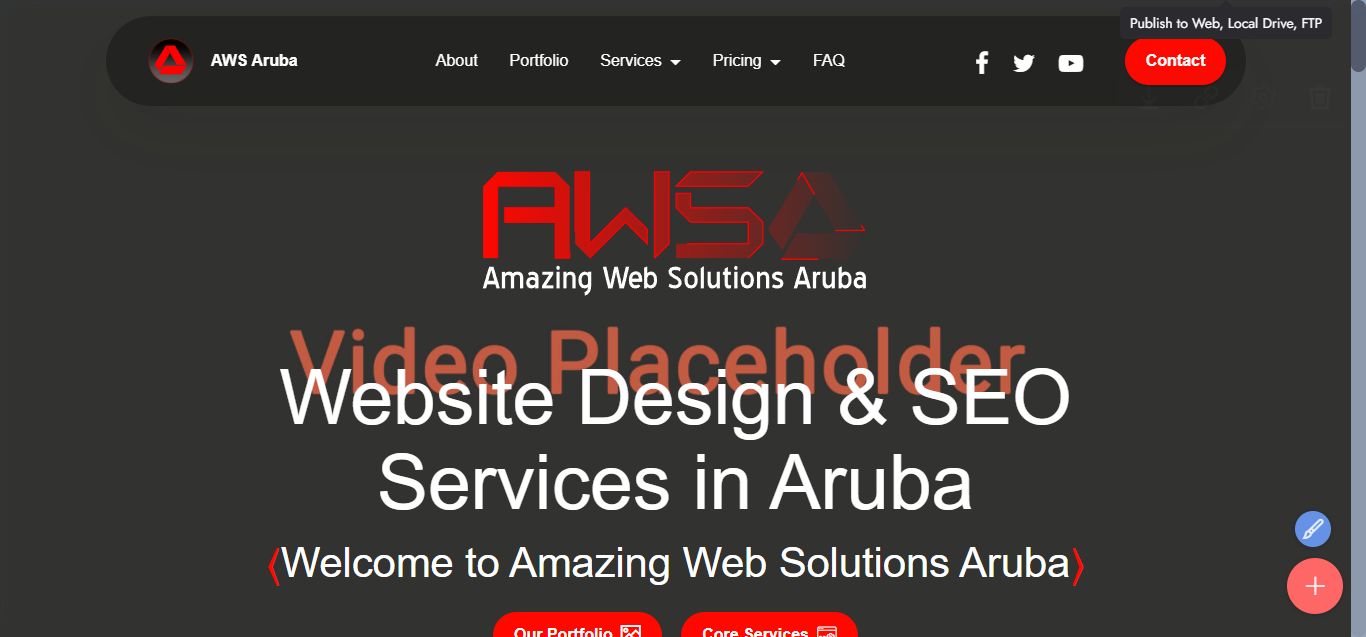 Publish to Web, Local Drive, FTP
AWS Aruba
About
Portfolio
Services
Pricing
FAQ
Contact
AWSA
Amazing Web Solutions Aruba
Video Placeholder
Website Design & SEO
Services in Aruba
Welcome to Amazing Web Solutions Aruba
Our Portfolio
Core Services